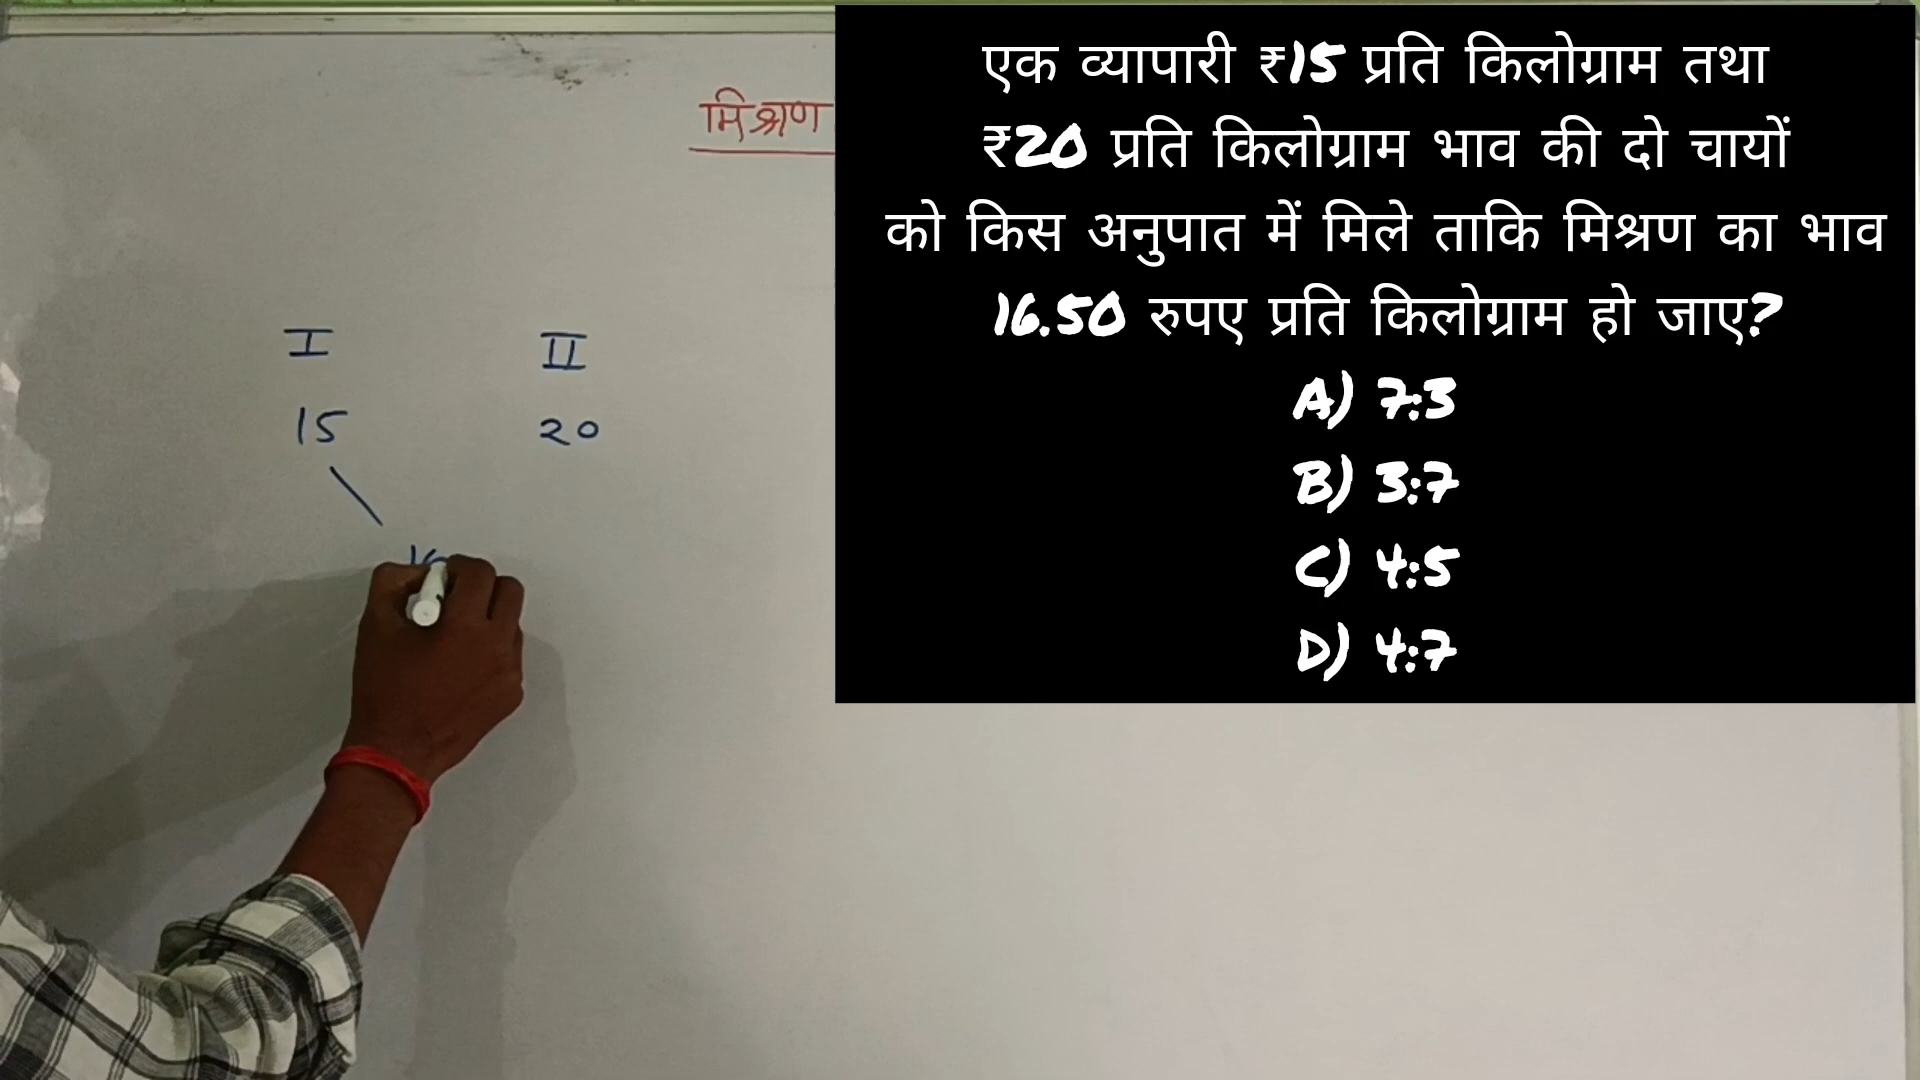 मिश्रण
एक व्यापारी ₹15 प्रति किलोग्राम तथा
₹20 प्रति किलोग्राम भाव की दो चायों
को किस अनुपात में मिले ताकि मिश्रण का भाव
16.50 रुपए प्रति किलोग्राम हो जाए?
A) 7:3
B) 3:7
C) 4:5
D) 4:7
I II
15 20